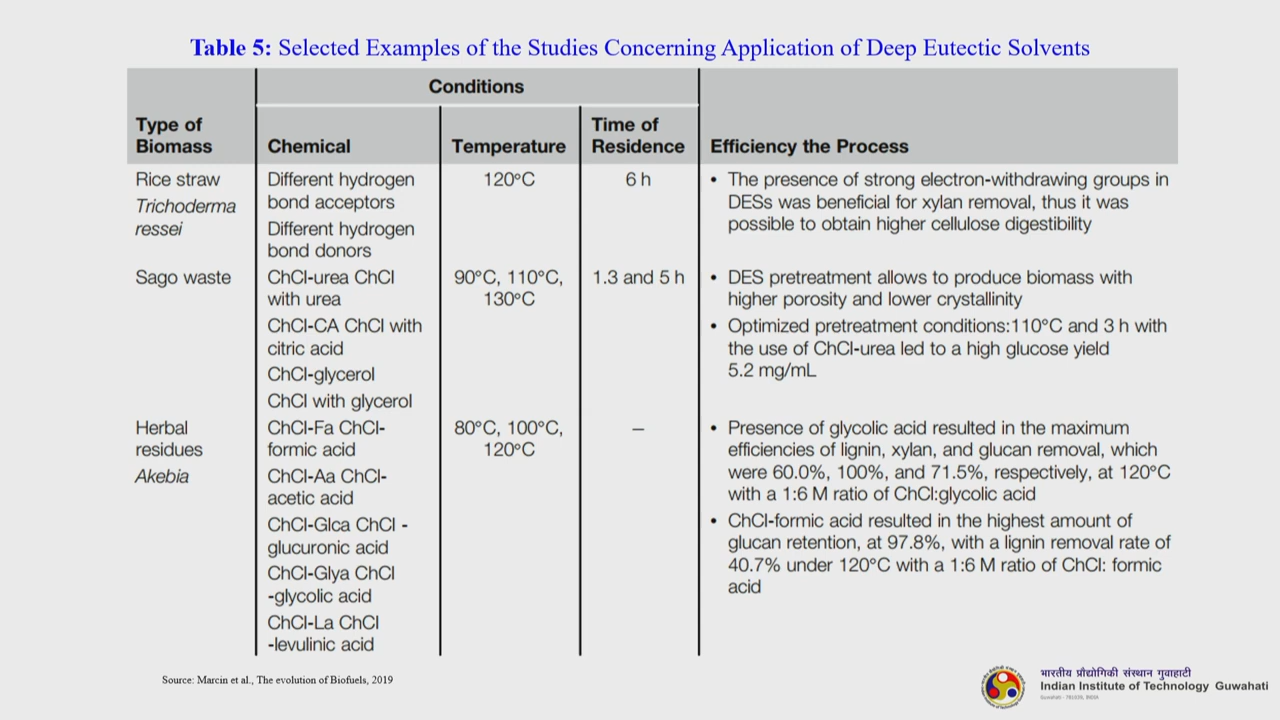 Table 5: Selected Examples of the Studies Concerning Application of Deep Eutectic Solvents
Conditions
Type of
Biomass
Chemical
Temperature
Time of
Residence
Efficiency the Process
Rice straw
Trichoderma
ressei
Different hydrogen
bond acceptors
Different hydrogen
bond donors
120°C
6 h
• The presence of strong electron-withdrawing groups in
DESs was beneficial for xylan removal, thus it was
possible to obtain higher cellulose digestibility
Sago waste
ChCl-urea ChCl
with urea
ChCl-CA ChCl with
citric acid
ChCl-glycerol
ChCl with glycerol
90°C, 110°C,
130°C
1.3 and 5 h
• DES pretreatment allows to produce biomass with
higher porosity and lower crystallinity
• Optimized pretreatment conditions:110°C and 3 h with
the use of ChCl-urea led to a high glucose yield
5.2 mg/mL
Herbal
residues
Akebia
ChCl-Fa ChCl-
formic acid
ChCl-Aa ChCl-
acetic acid
ChCl-Glca ChCl -
glucuronic acid
ChCl-Glya ChCl
-glycolic acid
ChCl-La ChCl
-levulinic acid
80°C, 100°C,
120°C
–
• Presence of glycolic acid resulted in the maximum
efficiencies of lignin, xylan, and glucan removal, which
were 60.0%, 100%, and 71.5%, respectively, at 120°C
with a 1:6 M ratio of ChCl:glycolic acid
• ChCl-formic acid resulted in the highest amount of
glucan retention, at 97.8%, with a lignin removal rate of
40.7% under 120°C with a 1:6 M ratio of ChCl: formic
acid
Source: Marcin et al., The evolution of Biofuels, 2019
भारतीय प्रौद्योगिकी संस्थान गुवाहाटी
Indian Institute of Technology Guwahati
Guwahati - 781039, INDIA